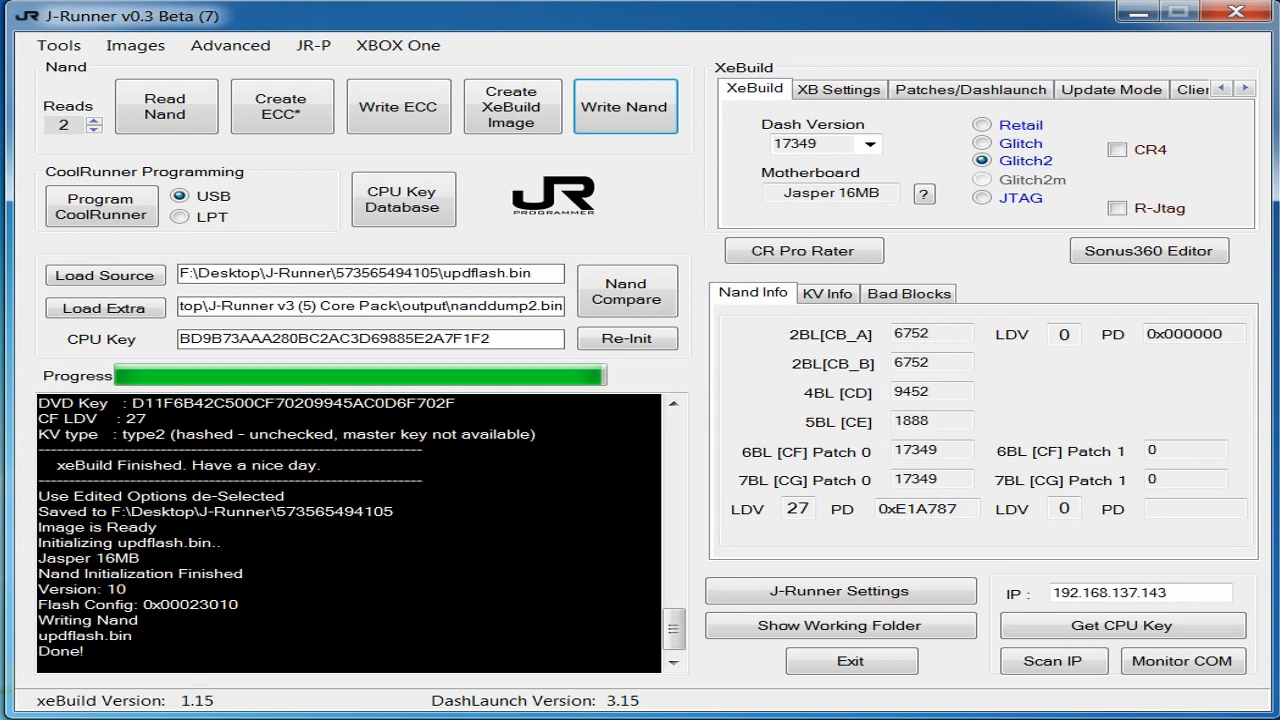 J-Runner v0.3 Beta (7)
Tools Images Advanced JR-P XBOX One
Nand
Reads
2
Read Nand
Create ECC*
Write ECC
Create XeBuild Image
Write Nand
CoolRunner Programming
Program CoolRunner
USB
LPT
CPU Key Database
JR
PROGRAMMER
Load Source F:\Desktop\J-Runner\573565494105\updflash.bin
Load Extra top\J-Runner v3 (5) Core Pack\output\nanddump2.bin
Nand Compare
CPU Key BD9B73AAA280BC2AC3D69885E2A7F1F2 Re-Init
Progress
DVD Key : D11F6B42C500CF70209945AC0D6F702F
CF LDV : 27
KV type : type2 (hashed - unchecked, master key not available)
---------------------------------------------------------------
xeBuild Finished. Have a nice day.
---------------------------------------------------------------
Use Edited Options de-Selected
Saved to F:\Desktop\J-Runner\573565494105
Image is Ready
Initializing updflash.bin..
Jasper 16MB
Nand Initialization Finished
Version: 10
Flash Config: 0x00023010
Writing Nand
updflash.bin
Done!
XeBuild
XeBuild XB Settings Patches/Dashlaunch Update Mode Clier
Dash Version
17349
Motherboard
Jasper 16MB ?
Retail
Glitch
Glitch2
Glitch2m
JTAG
CR4
R-Jtag
CR Pro Rater Sonus360 Editor
Nand Info KV Info Bad Blocks
2BL[CB_A] 6752 LDV 0 PD 0x000000
2BL[CB_B] 6752
4BL [CD] 9452
5BL [CE] 1888
6BL [CF] Patch 0 17349 6BL [CF] Patch 1 0
7BL [CG] Patch 0 17349 7BL [CG] Patch 1 0
LDV 27 PD 0xE1A787 LDV 0 PD
J-Runner Settings
Show Working Folder
Exit
IP : 192.168.137.143
Get CPU Key
Scan IP Monitor COM
xeBuild Version: 1.15 DashLaunch Version: 3.15